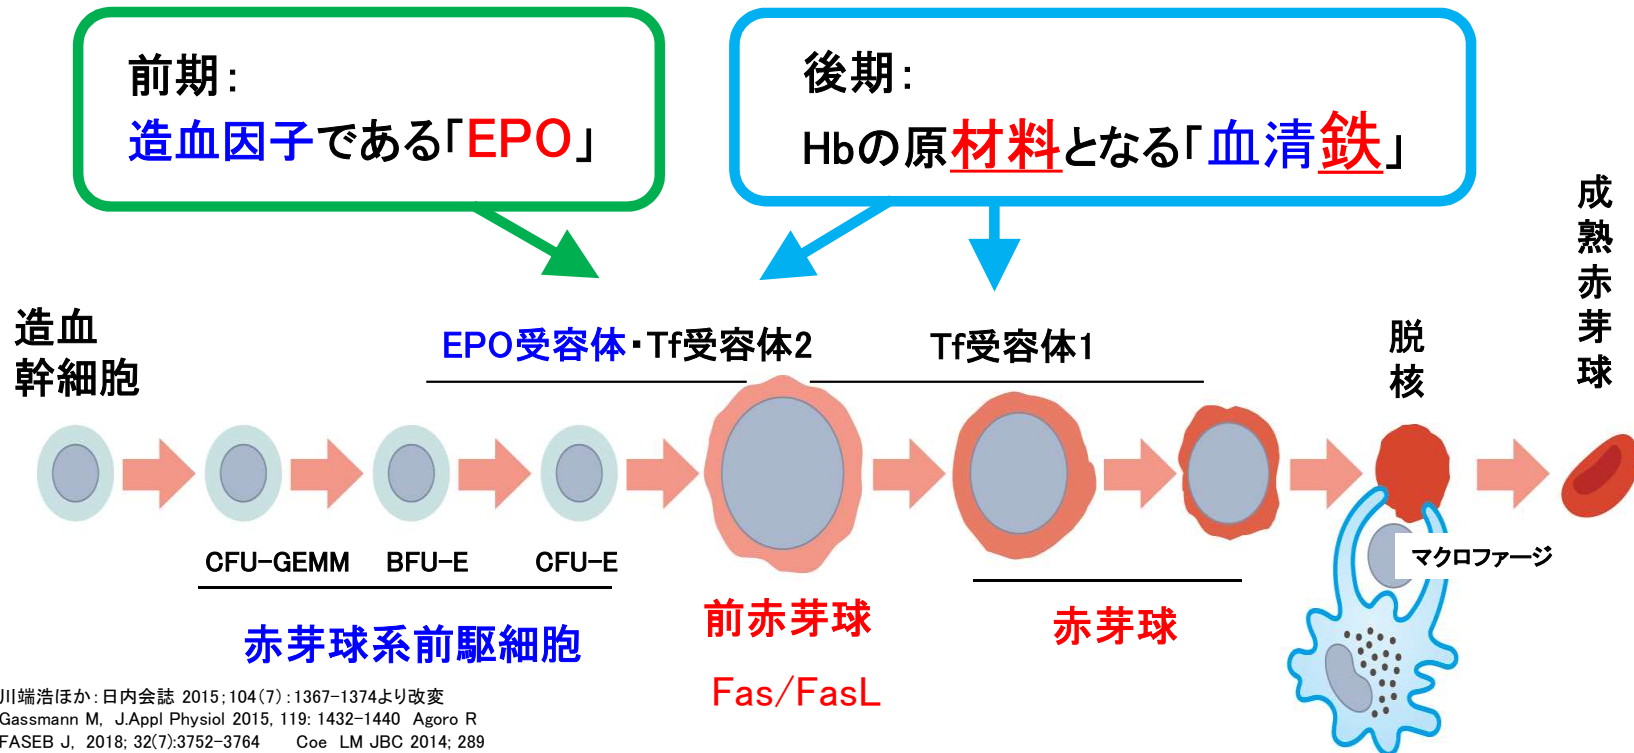 前期：
造血因子である「EPO」
後期：
Hbの原材料となる「血清鉄」
成熟赤芽球
造血
幹細胞
EPO受容体・Tf受容体2
Tf受容体1
脱核
CFU-GEMM
BFU-E
CFU-E
マクロファージ
赤芽球系前駆細胞
前赤芽球
赤芽球
Fas/FasL
川端浩ほか：日内会誌 2015；104（7）：1367-1374より改変
Gassmann M, J.Appl Physiol 2015, 119: 1432-1440 Agoro R
FASEB J, 2018; 32(7):3752-3764 Coe LM JBC 2014; 289